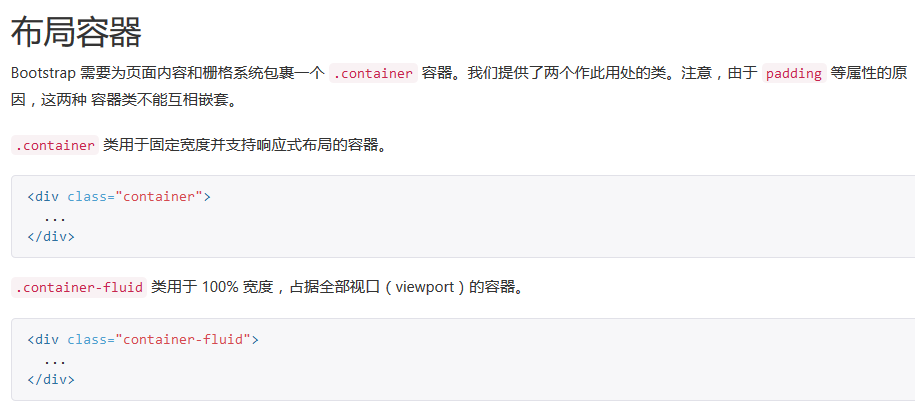 布局容器
Bootstrap 需要为页面内容和栅格系统包裹一个 .container 容器。我们提供了两个作此用处的类。注意，由于 padding 等属性的原
因，这两种 容器类不能互相嵌套。
.container 类用于固定宽度并支持响应式布局的容器。
<div class="container">
  ...
</div>
.container-fluid 类用于 100% 宽度，占据全部视口（viewport）的容器。
<div class="container-fluid">
  ...
</div>